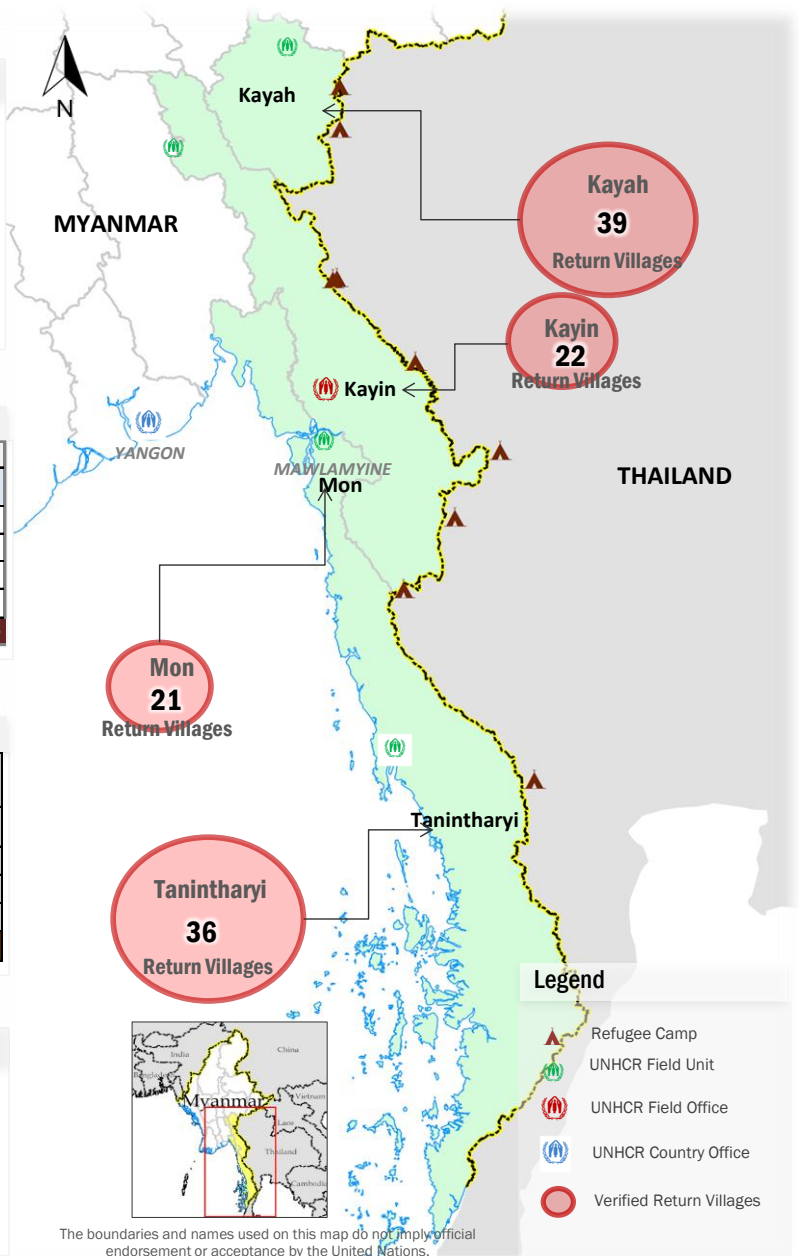 N
Kayah
MYANMAR
Kayah
39
Return Villages
Kayin
22
Return Villages
Kayin
YANGON
MAWLAMYINE
Mon
THAILAND
Mon
21
Return Villages
Tanintharyi
Tanintharyi
36
Return Villages
Legend
Refugee Camp
UNHCR Field Unit
UNHCR Field Office
UNHCR Country Office
Verified Return Villages
India
China
Myanmar
Vietnam
Laos
Thailand
Cambodia
The boundaries and names used on this map do not imply official
endorsement or acceptance by the United Nations.